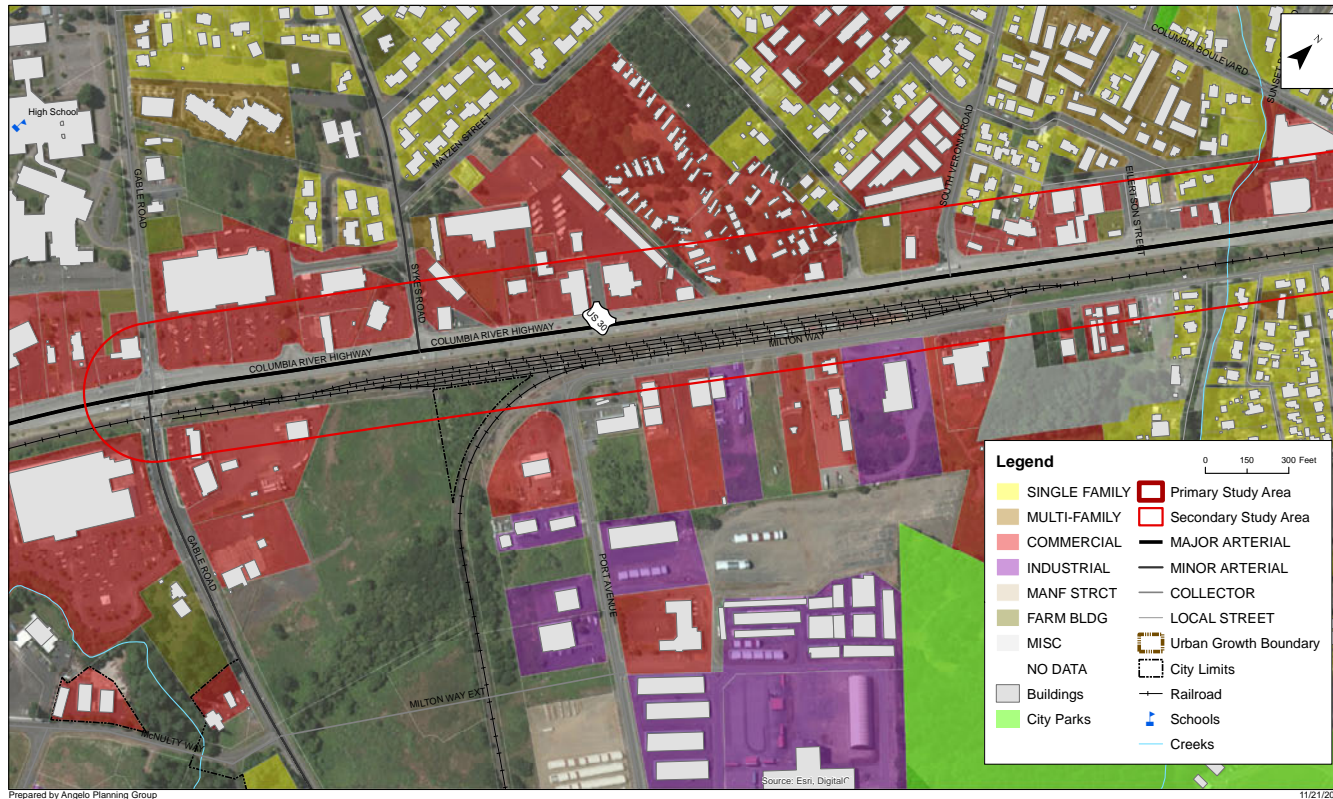 COLUMBIA BOULEVARD
N
SUNSET
High School
MATZEN STREET
GABLE ROAD
SOUTH VERONIA ROAD
EILERTSON STREET
SYKES ROAD
US 30
COLUMBIA RIVER HIGHWAY
COLUMBIA RIVER HIGHWAY
MILTON WAY
GABLE ROAD
PORT AVENUE
MILTON WAY EXT
McNULTY WAY
Legend
0 150 300 Feet
SINGLE FAMILY
MULTI-FAMILY
COMMERCIAL
INDUSTRIAL
MANF STRCT
FARM BLDG
MISC
NO DATA
Buildings
City Parks
Primary Study Area
Secondary Study Area
MAJOR ARTERIAL
MINOR ARTERIAL
COLLECTOR
LOCAL STREET
Urban Growth Boundary
City Limits
Railroad
Schools
Creeks
Source: Esri, DigitalG
Prepared by Angelo Planning Group
11/21/20